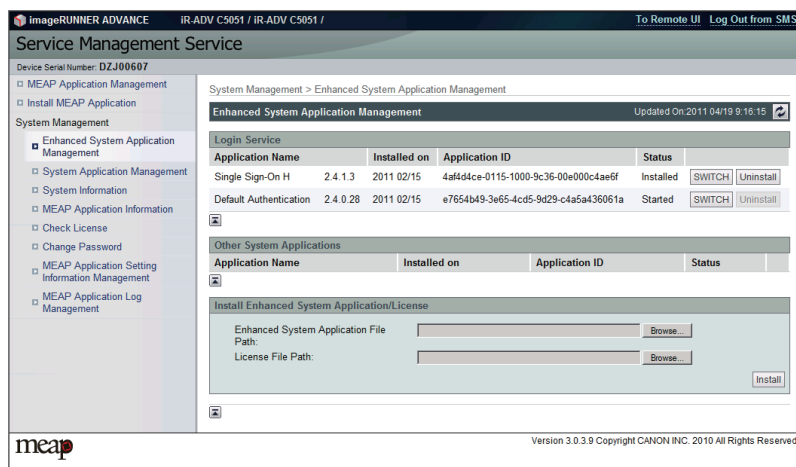 imageRUNNER ADVANCE iR-ADV C5051 / iR-ADV C5051 / To Remote UI Log Out from SMS
Service Management Service
Device Serial Number: DZJ00607
MEAP Application Management
Install MEAP Application
System Management
Enhanced System Application
Management
System Application Management
System Information
MEAP Application Information
Check License
Change Password
MEAP Application Setting
Information Management
MEAP Application Log
Management
System Management > Enhanced System Application Management
Enhanced System Application Management Updated On:2011 04/19 9:16:15
Login Service
Application Name Installed on Application ID Status
Single Sign-On H 2.4.1.3 2011 02/15 4af4d4ce-0115-1000-9c36-00e000c4ae6f Installed SWITCH Uninstall
Default Authentication 2.4.0.28 2011 02/15 e7654b49-3e65-4cd5-9d29-c4a5a436061a Started SWITCH Uninstall
Other System Applications
Application Name Installed on Application ID Status
Install Enhanced System Application/License
Enhanced System Application File
Path: Browse...
License File Path: Browse...
Install
meap
Version 3.0.3.9 Copyright CANON INC. 2010 All Rights Reserved